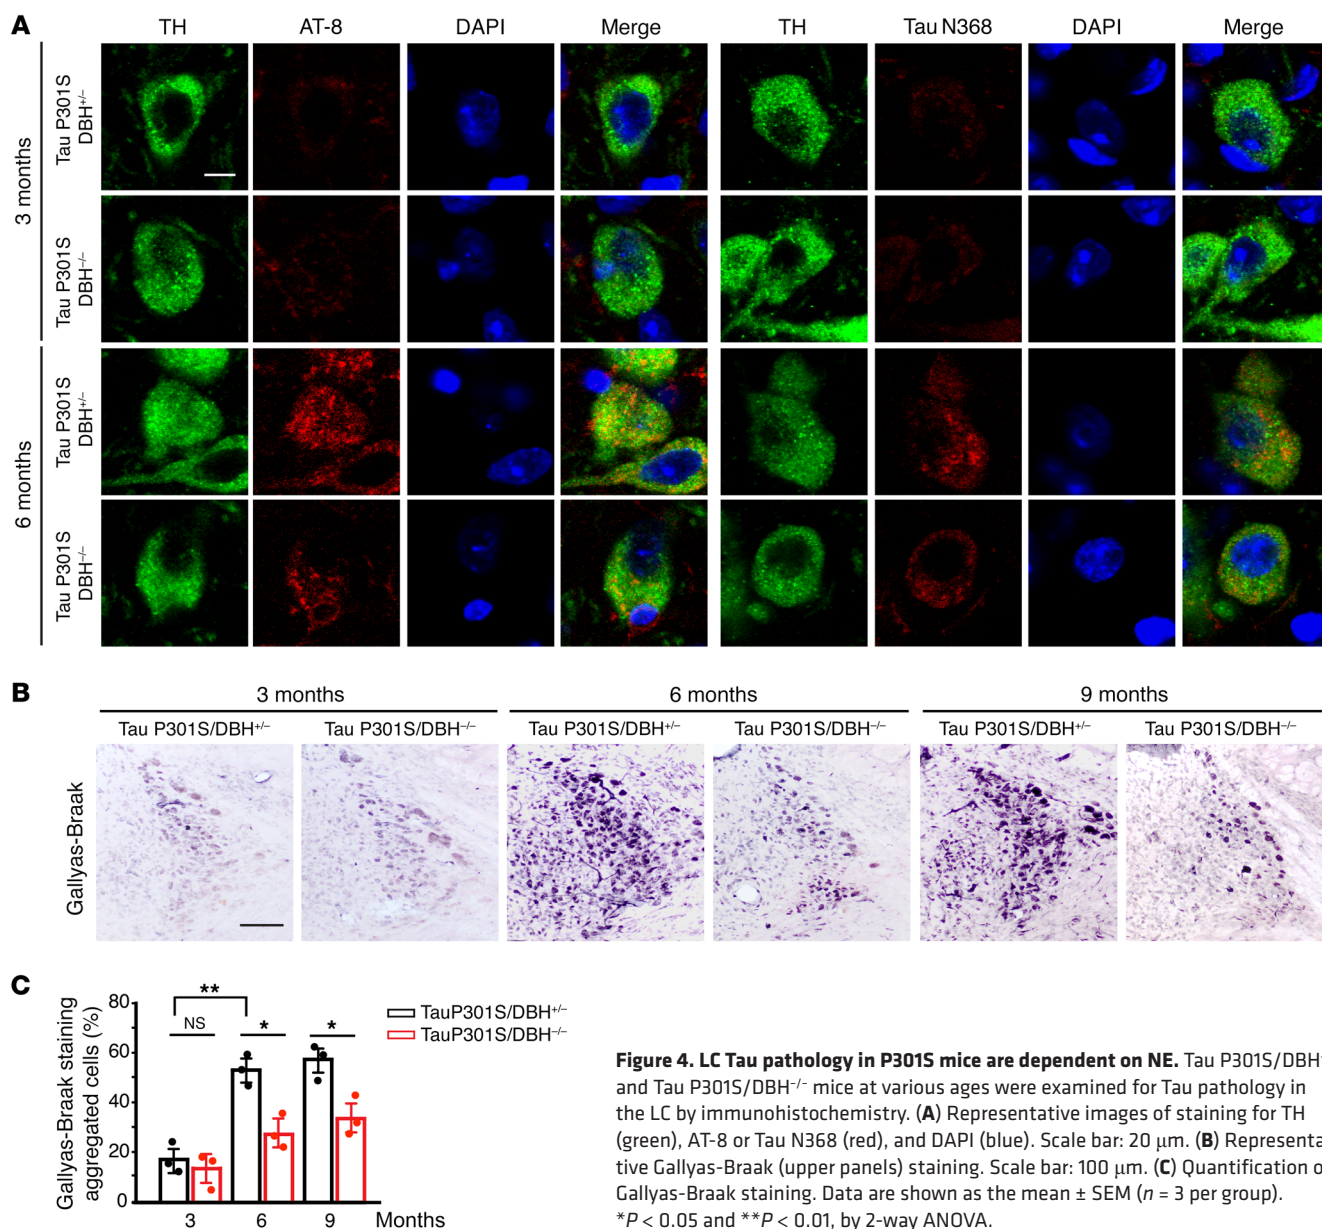 A
TH AT-8 DAPI Merge TH Tau N368 DAPI Merge
3 months
Tau P301S
DBH+/–
Tau P301S
DBH–/–
6 months
Tau P301S
DBH+/–
Tau P301S
DBH–/–
B
3 months 6 months 9 months
Tau P301S/DBH+/– Tau P301S/DBH–/– Tau P301S/DBH+/– Tau P301S/DBH–/– Tau P301S/DBH+/– Tau P301S/DBH–/–
Gallyas-Braak
C
Gallyas-Braak staining
aggregated cells (%)
80
60
40
20
0
NS
**
*
*
3 6 9 Months
TauP301S/DBH+/–
TauP301S/DBH–/–
Figure 4. LC Tau pathology in P301S mice are dependent on NE. Tau P301S/DBH
and Tau P301S/DBH–/– mice at various ages were examined for Tau pathology in
the LC by immunohistochemistry. (A) Representative images of staining for TH
(green), AT-8 or Tau N368 (red), and DAPI (blue). Scale bar: 20 μm. (B) Representa-
tive Gallyas-Braak (upper panels) staining. Scale bar: 100 μm. (C) Quantification o
Gallyas-Braak staining. Data are shown as the mean ± SEM (n = 3 per group).
*P < 0.05 and **P < 0.01, by 2-way ANOVA.